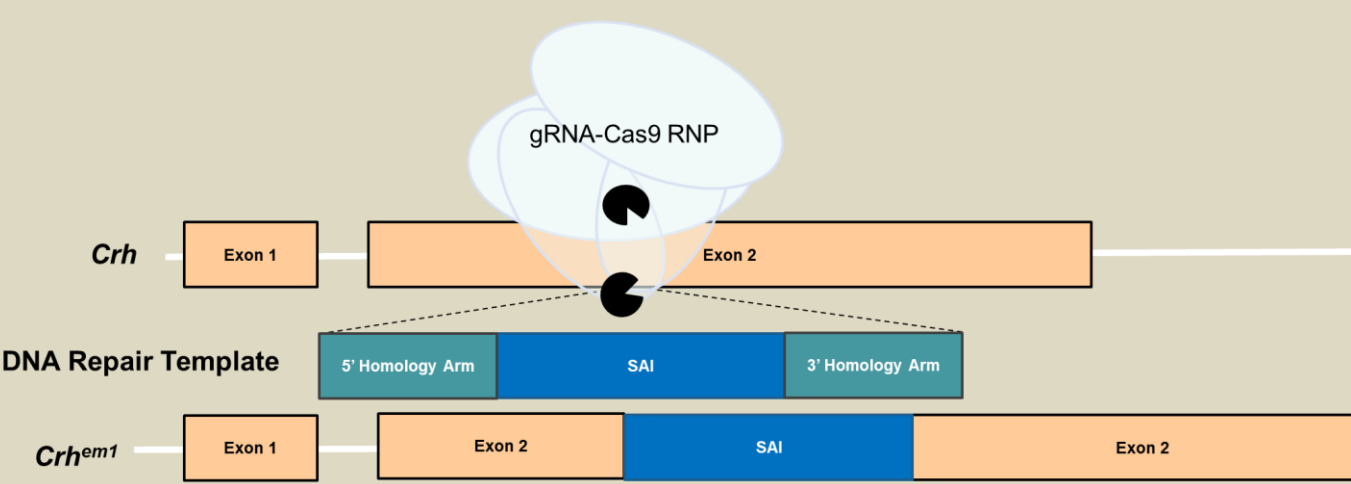 gRNA-Cas9 RNP
Crh
Exon 1
Exon 2
DNA Repair Template
5' Homology Arm
SAI
3' Homology Arm
Crhem1
Exon 1
Exon 2
SAI
Exon 2